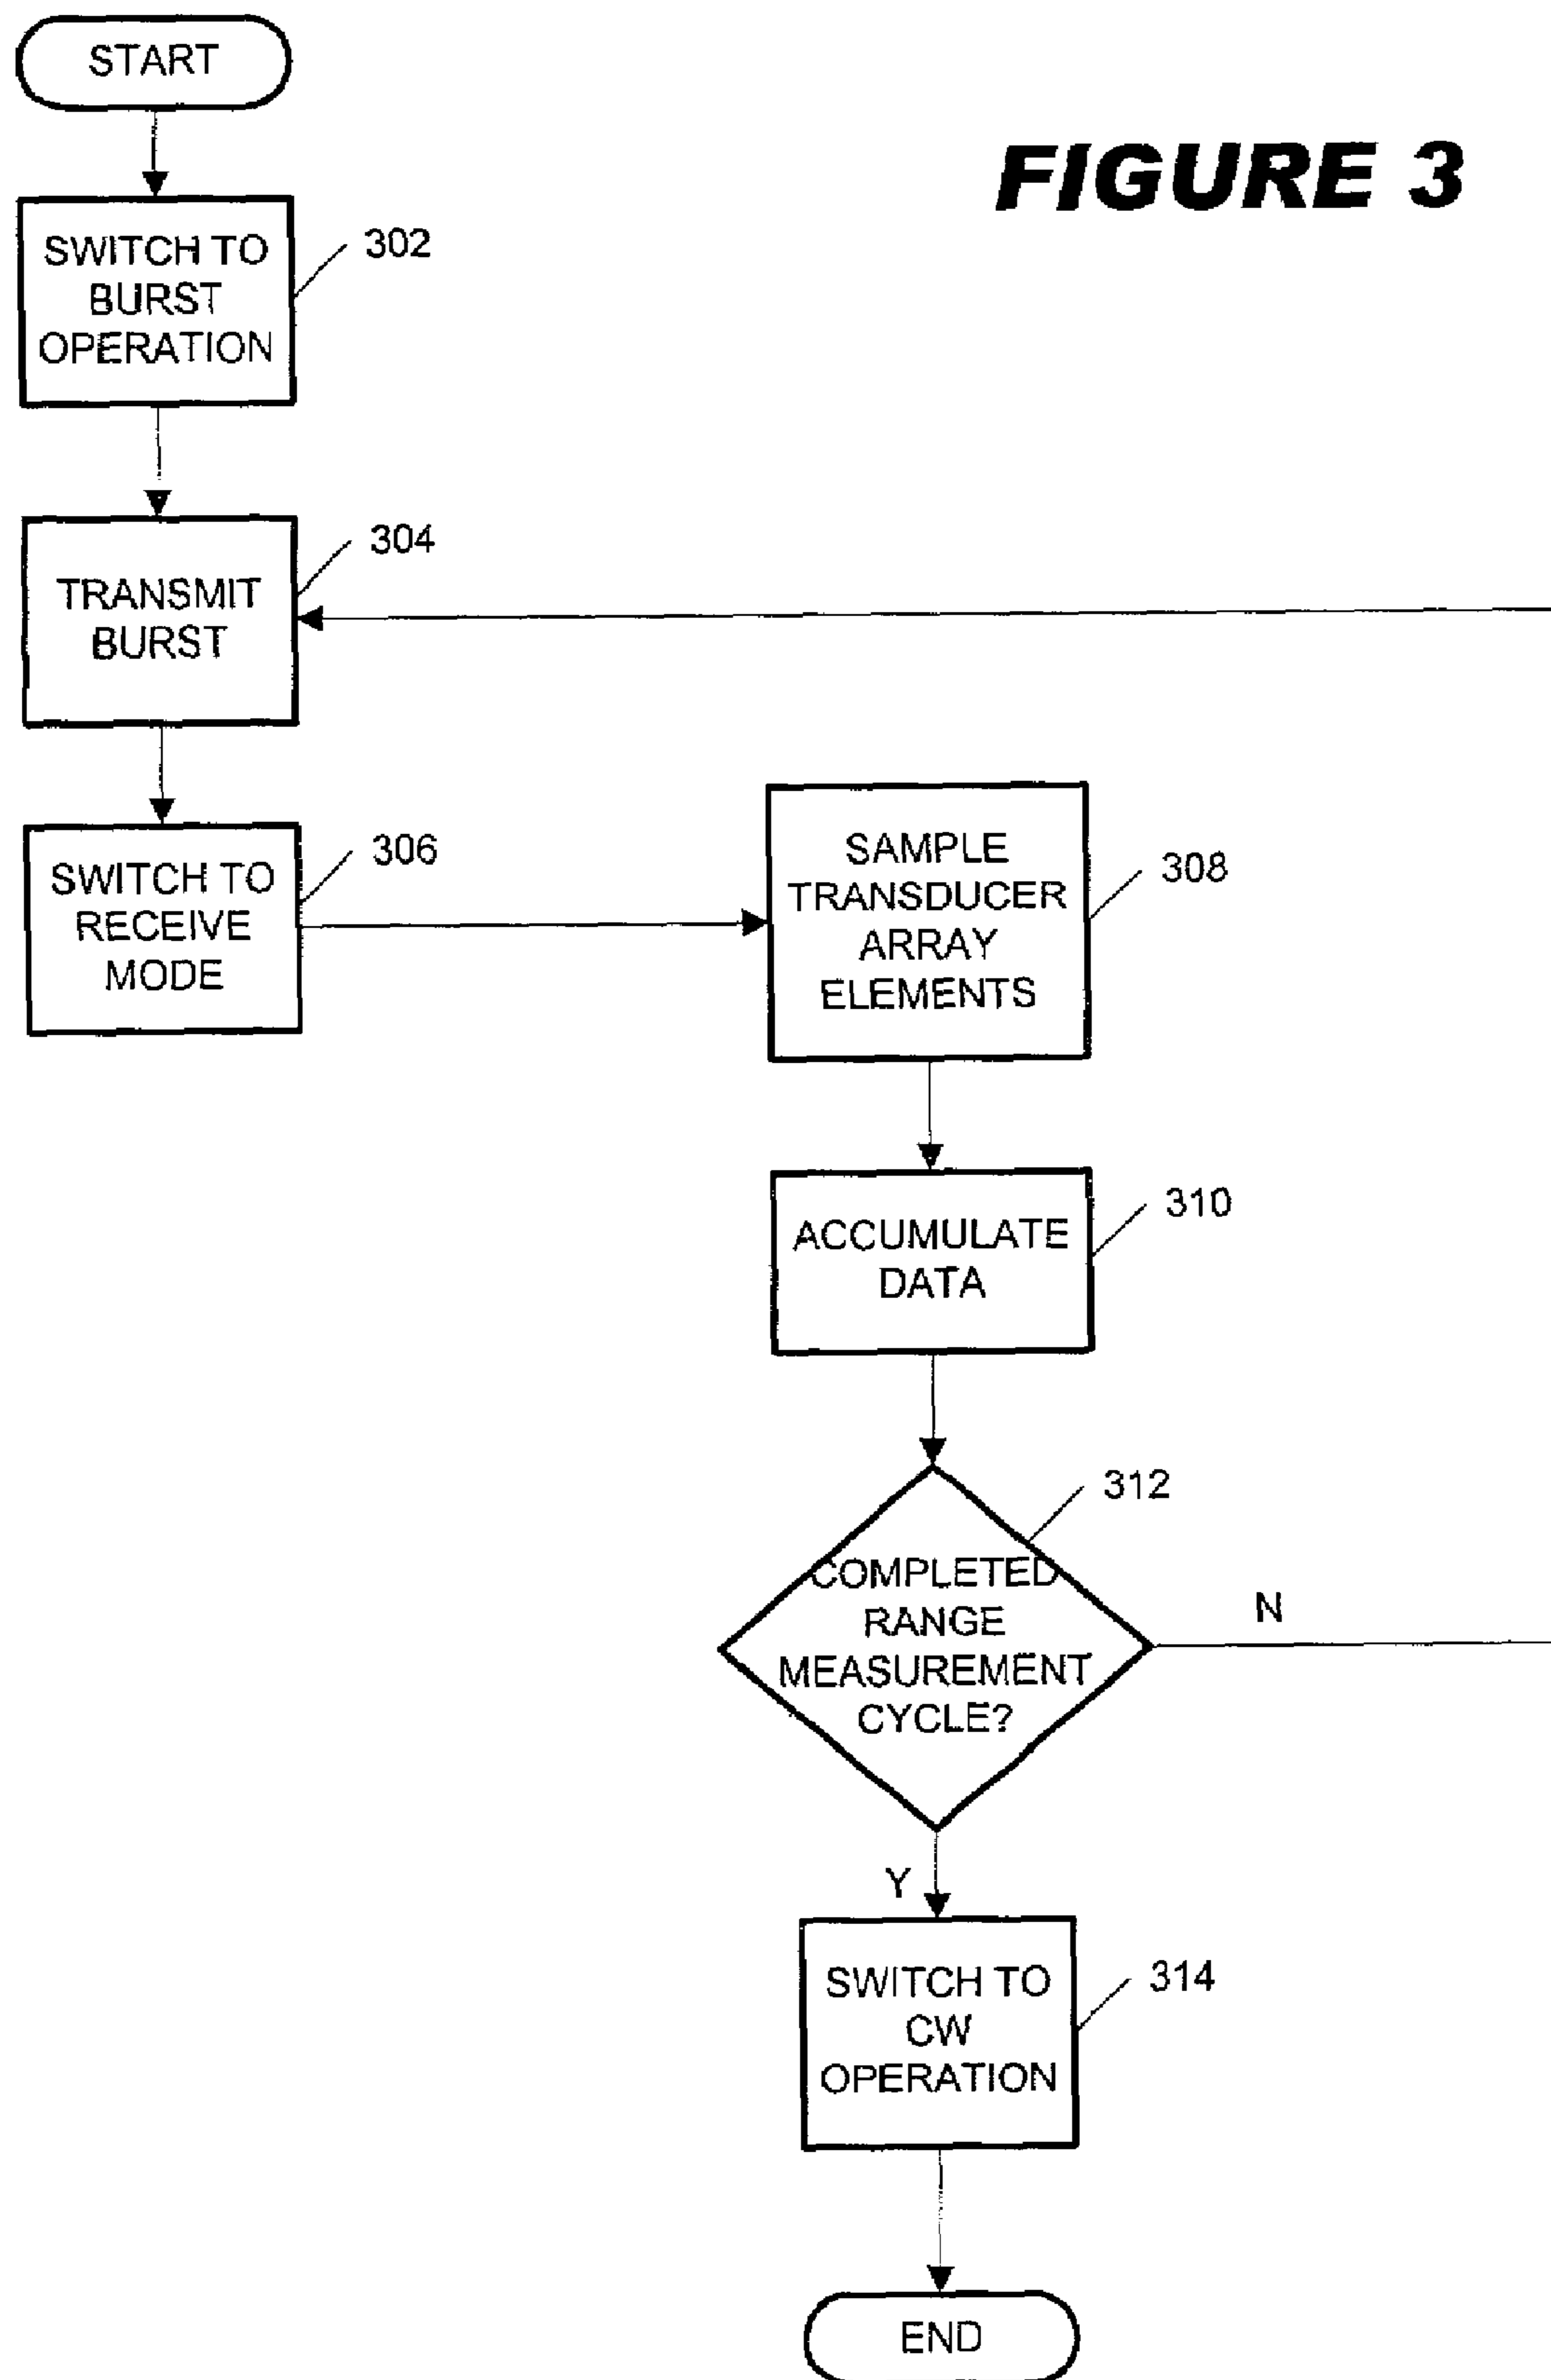 START
FIGURE 3
SWITCH TO
BURST
OPERATION
302
TRANSMIT
BURST
304
SWITCH TO
RECEIVE
MODE
306
SAMPLE
TRANSDUCER
ARRAY
ELEMENTS
308
ACCUMULATE
DATA
310
COMPLETED
RANGE
MEASUREMENT
CYCLE?
312
N
Y
SWITCH TO
CW
OPERATION
314
END